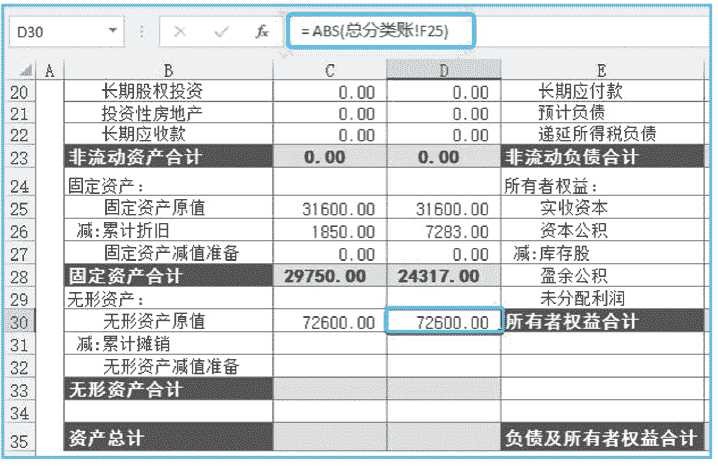 D30 fx =ABS(总分类账!F25)
A B C D E
20 长期股权投资 0.00 0.00 长期应付款
21 投资性房地产 0.00 0.00 预计负债
22 长期应收款 0.00 0.00 递延所得税负债
23 非流动资产合计 0.00 0.00 非流动负债合计
24 固定资产: 所有者权益:
25 固定资产原值 31600.00 31600.00 实收资本
26 减:累计折旧 1850.00 7283.00 资本公积
27 固定资产减值准备 0.00 0.00 减:库存股
28 固定资产合计 29750.00 24317.00 盈余公积
29 无形资产: 未分配利润
30 无形资产原值 72600.00 72600.00 所有者权益合计
31 减:累计摊销
32 无形资产减值准备
33 无形资产合计
34
35 资产总计 负债及所有者权益合计